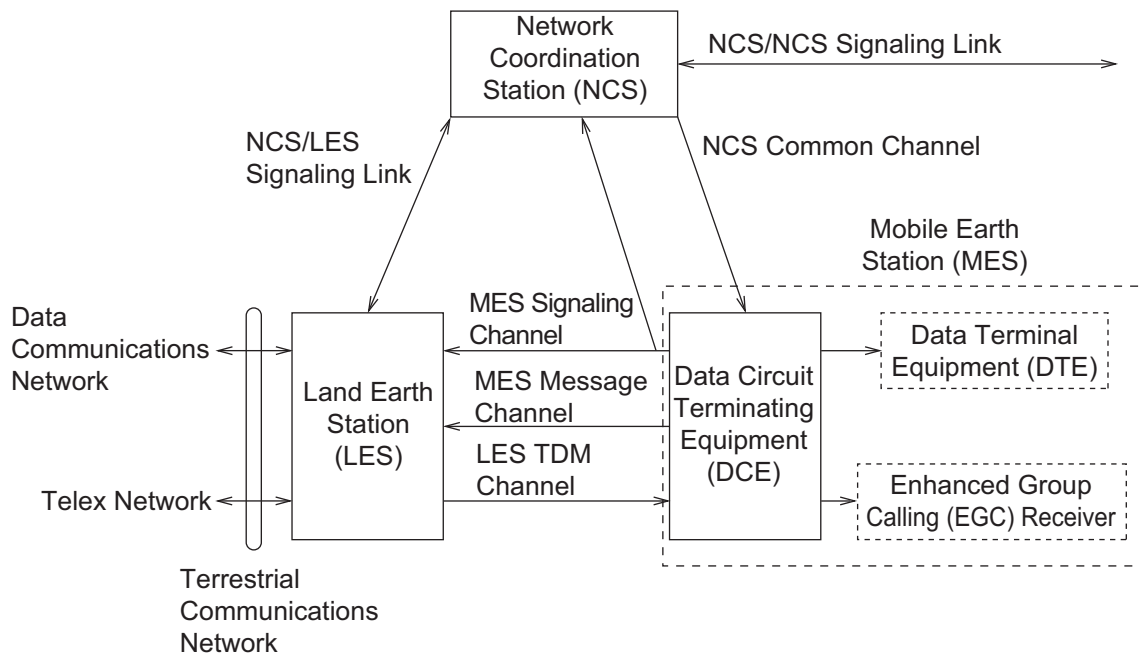 Network
Coordination
Station (NCS)
NCS/NCS Signaling Link
NCS/LES
Signaling Link
NCS Common Channel
Mobile Earth
Station (MES)
Data
Communications
Network
Telex Network
Terrestrial
Communications
Network
Land Earth
Station
(LES)
MES Signaling
Channel
MES Message
Channel
LES TDM
Channel
Data Circuit
Terminating
Equipment
(DCE)
Data Terminal
Equipment (DTE)
Enhanced Group
Calling (EGC) Receiver